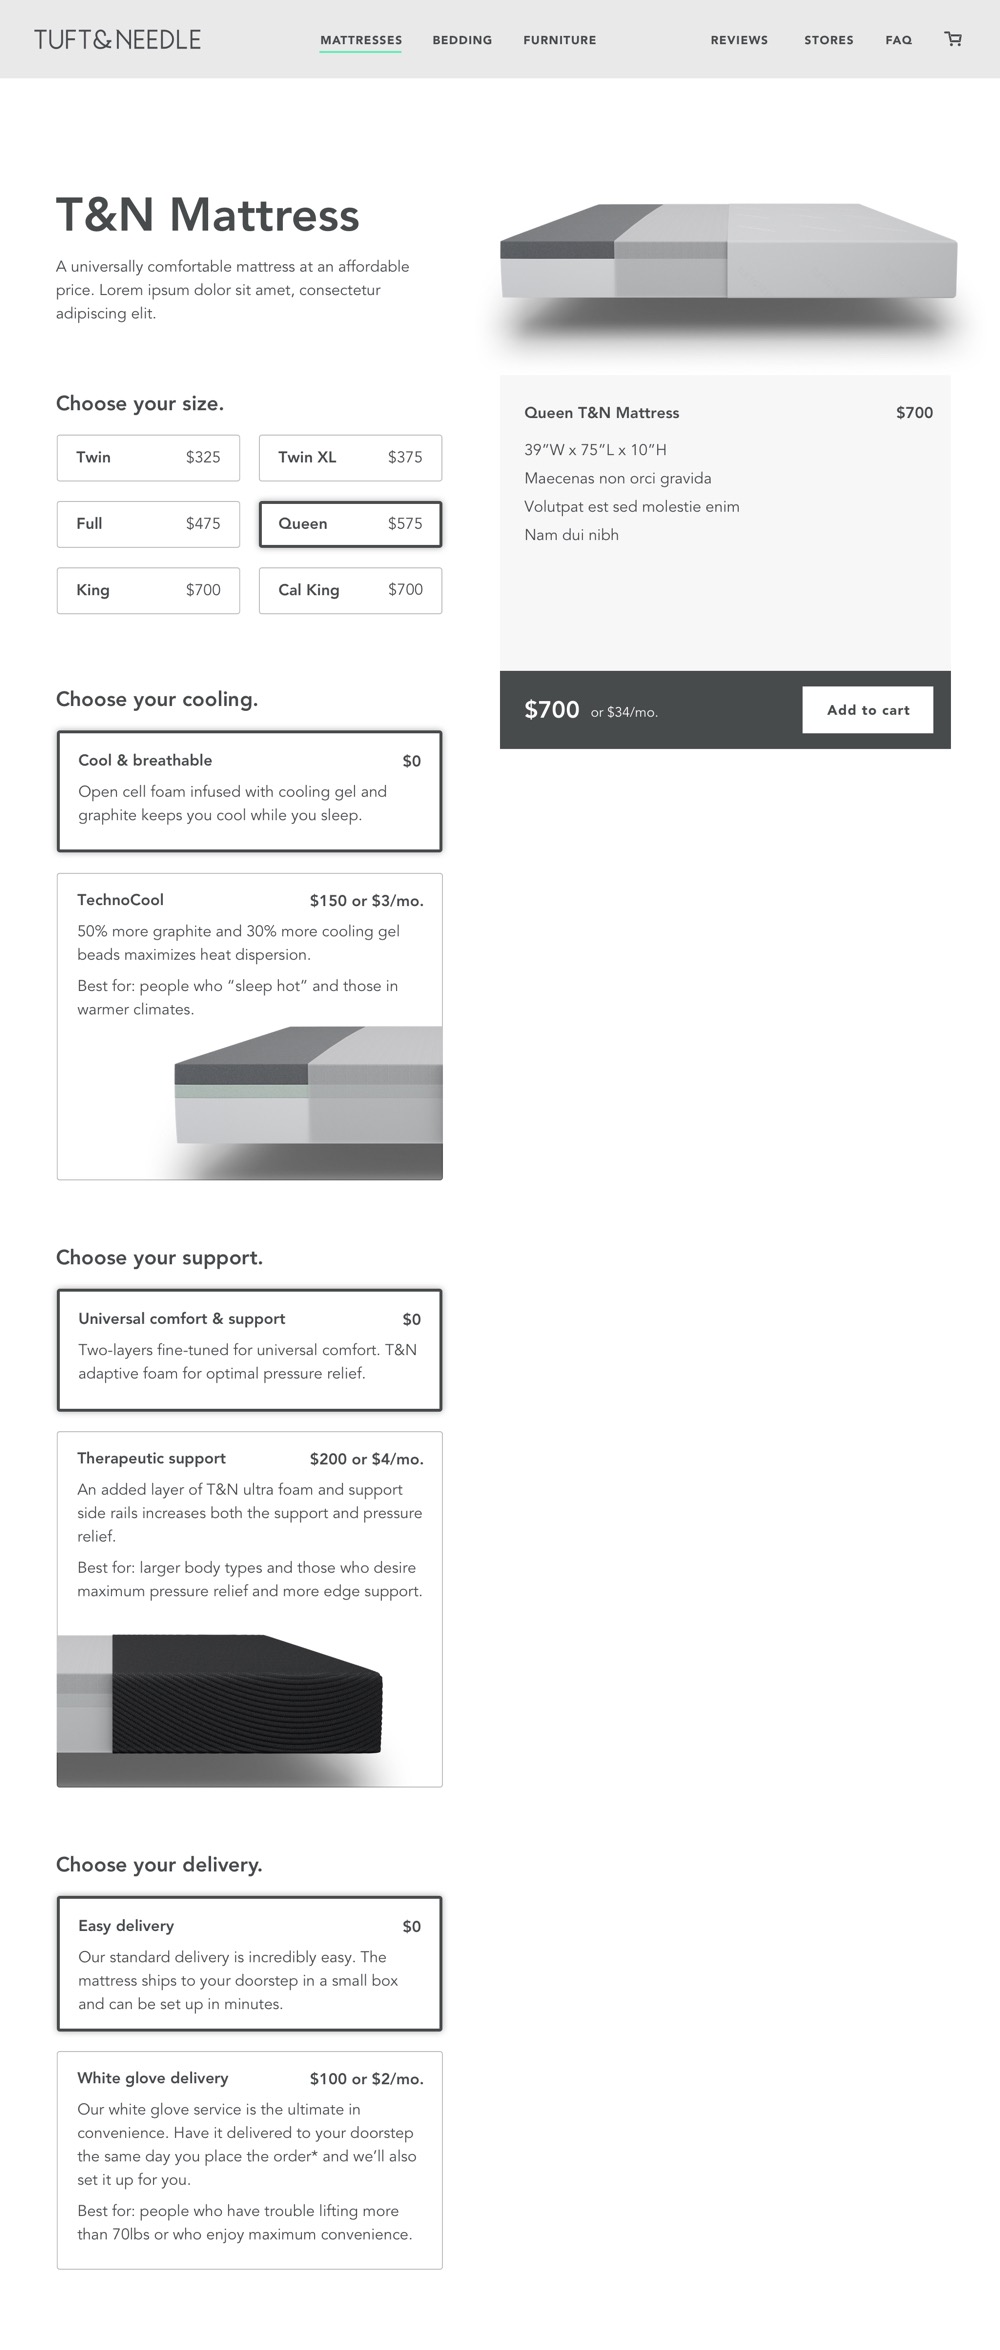 TUFT&NEEDLE
MATTRESSES BEDDING FURNITURE REVIEWS STORES FAQ
T&N Mattress
A universally comfortable mattress at an affordable
price. Lorem ipsum dolor sit amet, consectetur
adipiscing elit.
Choose your size.
Twin $325
Twin XL $375
Full $475
Queen $575
King $700
Cal King $700
Queen T&N Mattress $700
39”W x 75”L x 10”H
Maecenas non orci gravida
Volutpat est sed molestie enim
Nam dui nibh
$700 or $34/mo. Add to cart
Choose your cooling.
Cool & breathable $0
Open cell foam infused with cooling gel and
graphite keeps you cool while you sleep.
TechnoCool $150 or $3/mo.
50% more graphite and 30% more cooling gel
beads maximizes heat dispersion.
Best for: people who “sleep hot” and those in
warmer climates.
Choose your support.
Universal comfort & support $0
Two-layers fine-tuned for universal comfort. T&N
adaptive foam for optimal pressure relief.
Therapeutic support $200 or $4/mo.
An added layer of T&N ultra foam and support
side rails increases both the support and pressure
relief.
Best for: larger body types and those who desire
maximum pressure relief and more edge support.
Choose your delivery.
Easy delivery $0
Our standard delivery is incredibly easy. The
mattress ships to your doorstep in a small box
and can be set up in minutes.
White glove delivery $100 or $2/mo.
Our white glove service is the ultimate in
convenience. Have it delivered to your doorstep
the same day you place the order* and we’ll also
set it up for you.
Best for: people who have trouble lifting more
than 70lbs or who enjoy maximum convenience.